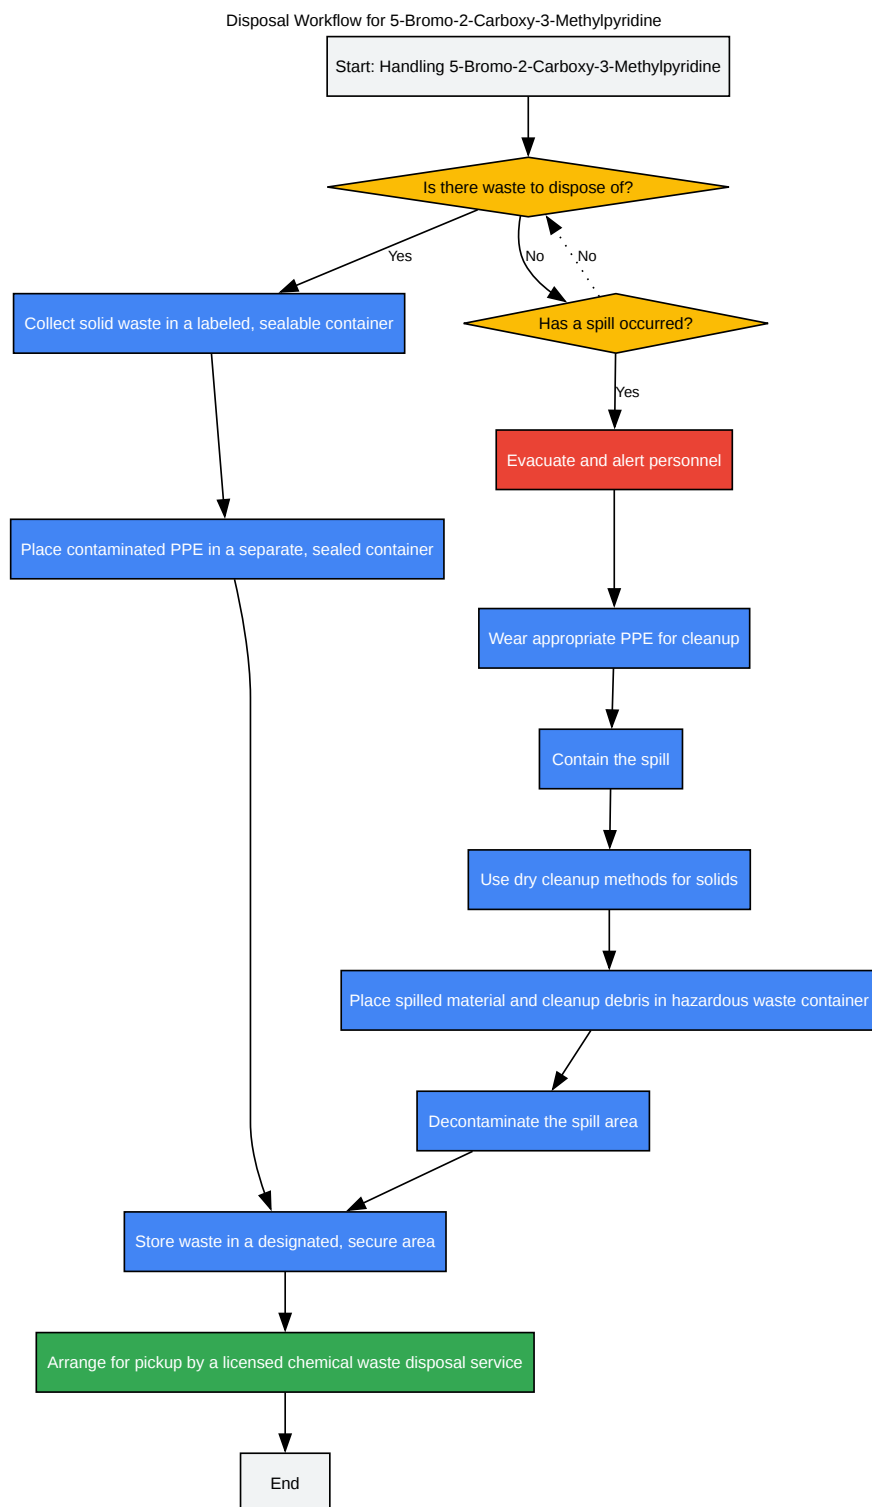 Disposal Workflow for 5-Bromo-2-Carboxy-3-Methylpyridine
Start: Handling 5-Bromo-2-Carboxy-3-Methylpyridine
Is there waste to dispose of?
Yes
No
No
Collect solid waste in a labeled, sealable container
Has a spill occurred?
Yes
Evacuate and alert personnel
Place contaminated PPE in a separate, sealed container
Wear appropriate PPE for cleanup
Contain the spill
Use dry cleanup methods for solids
Place spilled material and cleanup debris in hazardous waste container
Decontaminate the spill area
Store waste in a designated, secure area
Arrange for pickup by a licensed chemical waste disposal service
End